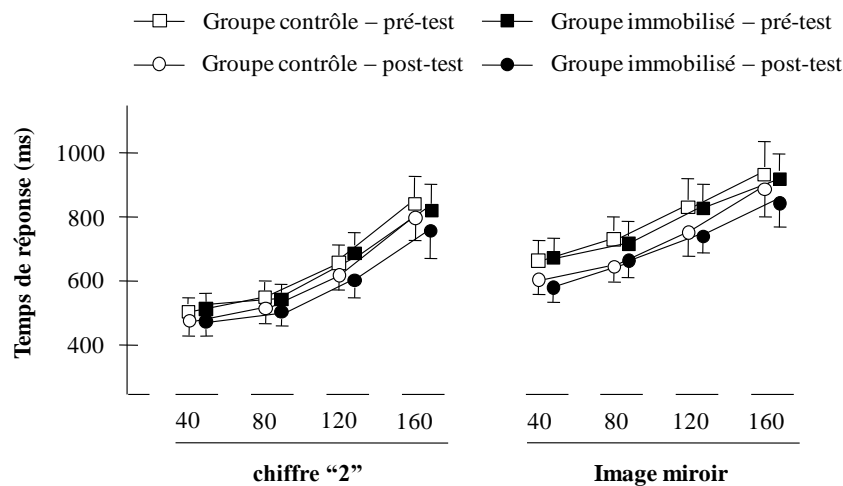 Groupe contrôle – pré-test Groupe immobilisé – pré-test
Groupe contrôle – post-test Groupe immobilisé – post-test
Temps de réponse (ms)
1000
800
600
400
40 80 120 160 40 80 120 160
chiffre “2” Image miroir